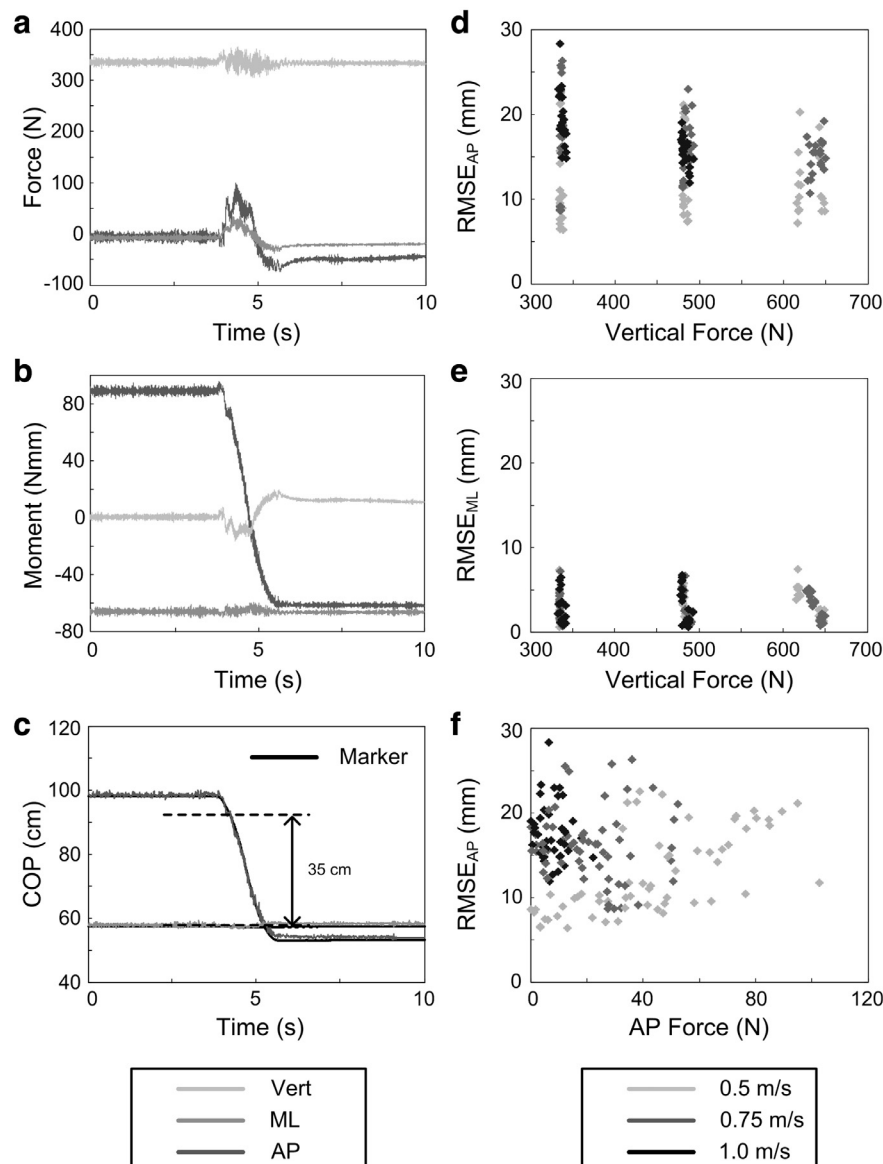 a
Force (N)
400
300
200
100
0
-100
0
5
10
Time (s)
b
Moment (Nmm)
80
40
0
-40
-80
0
5
10
Time (s)
c
COP (cm)
120
100
80
60
40
Marker
35 cm
0
5
10
Time (s)
Vert
ML
AP
d
RMSE_AP (mm)
30
20
10
0
300
400
500
600
700
Vertical Force (N)
e
RMSE_ML (mm)
30
20
10
0
300
400
500
600
700
Vertical Force (N)
f
RMSE_AP (mm)
30
20
10
0
0
40
80
120
AP Force (N)
0.5 m/s
0.75 m/s
1.0 m/s